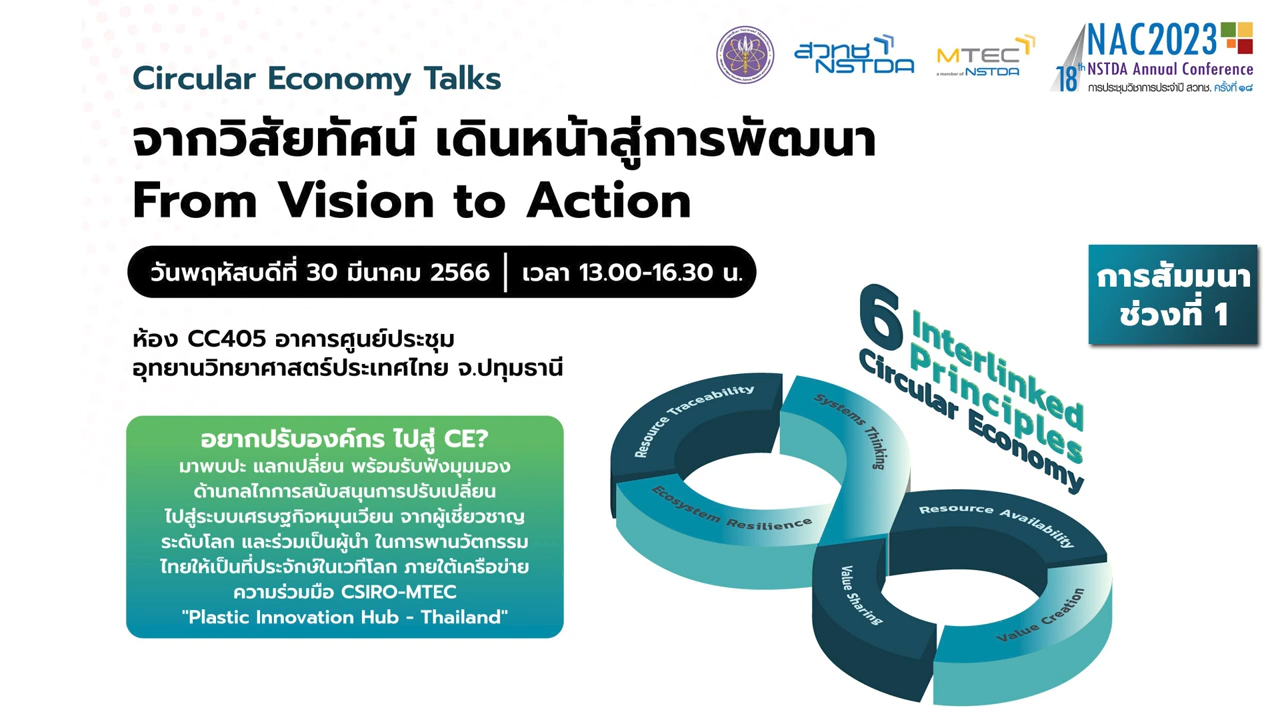 Circular Economy Talks
จากวิสัยทัศน์ เดินหน้าสู่การพัฒนา
From Vision to Action
วันพฤหัสบดีที่ 30 มีนาคม 2566 | เวลา 13.00-16.30 น.
ห้อง CC405 อาคารศูนย์ประชุม
อุทยานวิทยาศาสตร์ประเทศไทย จ.ปทุมธานี
อยากปรับองค์กร ไปสู่ CE?
มาพบปะ แลกเปลี่ยน พร้อมรับฟังมุมมอง
ด้านกลไกการสนับสนุนการปรับเปลี่ยน
ไปสู่ระบบเศรษฐกิจหมุนเวียน จากผู้เชี่ยวชาญ
ระดับโลก และร่วมเป็นผู้นำ ในการพานวัตกรรม
ไทยให้เป็นที่ประจักษ์ในเวทีโลก ภายใต้เครือข่าย
ความร่วมมือ CSIRO-MTEC
"Plastic Innovation Hub - Thailand"
สวทช
NSTDA
MTEC
a member of NSTDA
18th NAC2023
NSTDA Annual Conference
การประชุมวิชาการประจำปี สวทช. ครั้งที่ ๑๘
การสัมมนา
ช่วงที่ 1
6 Interlinked
Principles
Circular Economy
Resource Traceability
Systems Thinking
Ecosystem Resilience
Resource Availability
Value Sharing
Value Creation